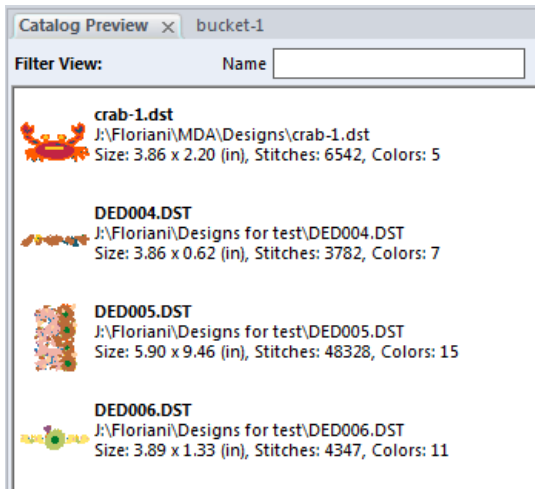 Catalog Preview × bucket-1
Filter View: Name
crab-1.dst
J:\Floriani\MDA\Designs\crab-1.dst
Size: 3.86 x 2.20 (in), Stitches: 6542, Colors: 5
DED004.DST
J:\Floriani\Designs for test\DED004.DST
Size: 3.86 x 0.62 (in), Stitches: 3782, Colors: 7
DED005.DST
J:\Floriani\Designs for test\DED005.DST
Size: 5.90 x 9.46 (in), Stitches: 48328, Colors: 15
DED006.DST
J:\Floriani\Designs for test\DED006.DST
Size: 3.89 x 1.33 (in), Stitches: 4347, Colors: 11